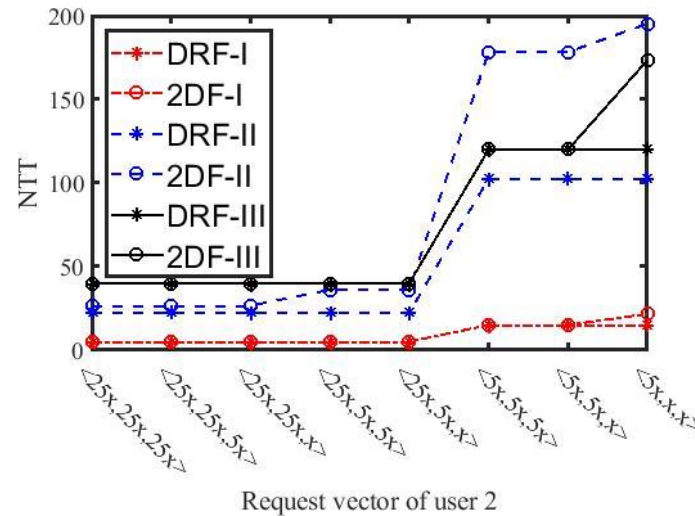 200
150
100
50
0
NTT
DRF-I
2DF-I
DRF-II
2DF-II
DRF-III
2DF-III
<25x,25x,25x>
<25x,25x,5x>
<25x,25x,x>
<25x,5x,5x>
<25x,5x,x>
<5x,5x,5x>
<5x,5x,x>
<5x,x,x>
Request vector of user 2